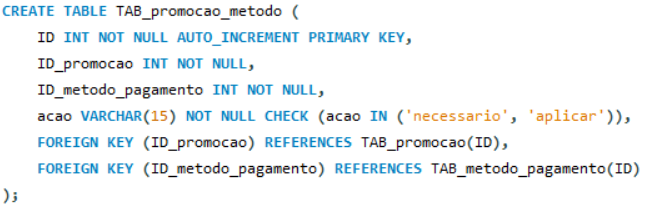 CREATE TABLE TAB_promocao_metodo (
    ID INT NOT NULL AUTO_INCREMENT PRIMARY KEY,
    ID_promocao INT NOT NULL,
    ID_metodo_pagamento INT NOT NULL,
    acao VARCHAR(15) NOT NULL CHECK (acao IN ('necessario', 'aplicar')),
    FOREIGN KEY (ID_promocao) REFERENCES TAB_promocao(ID),
    FOREIGN KEY (ID_metodo_pagamento) REFERENCES TAB_metodo_pagamento(ID)
);